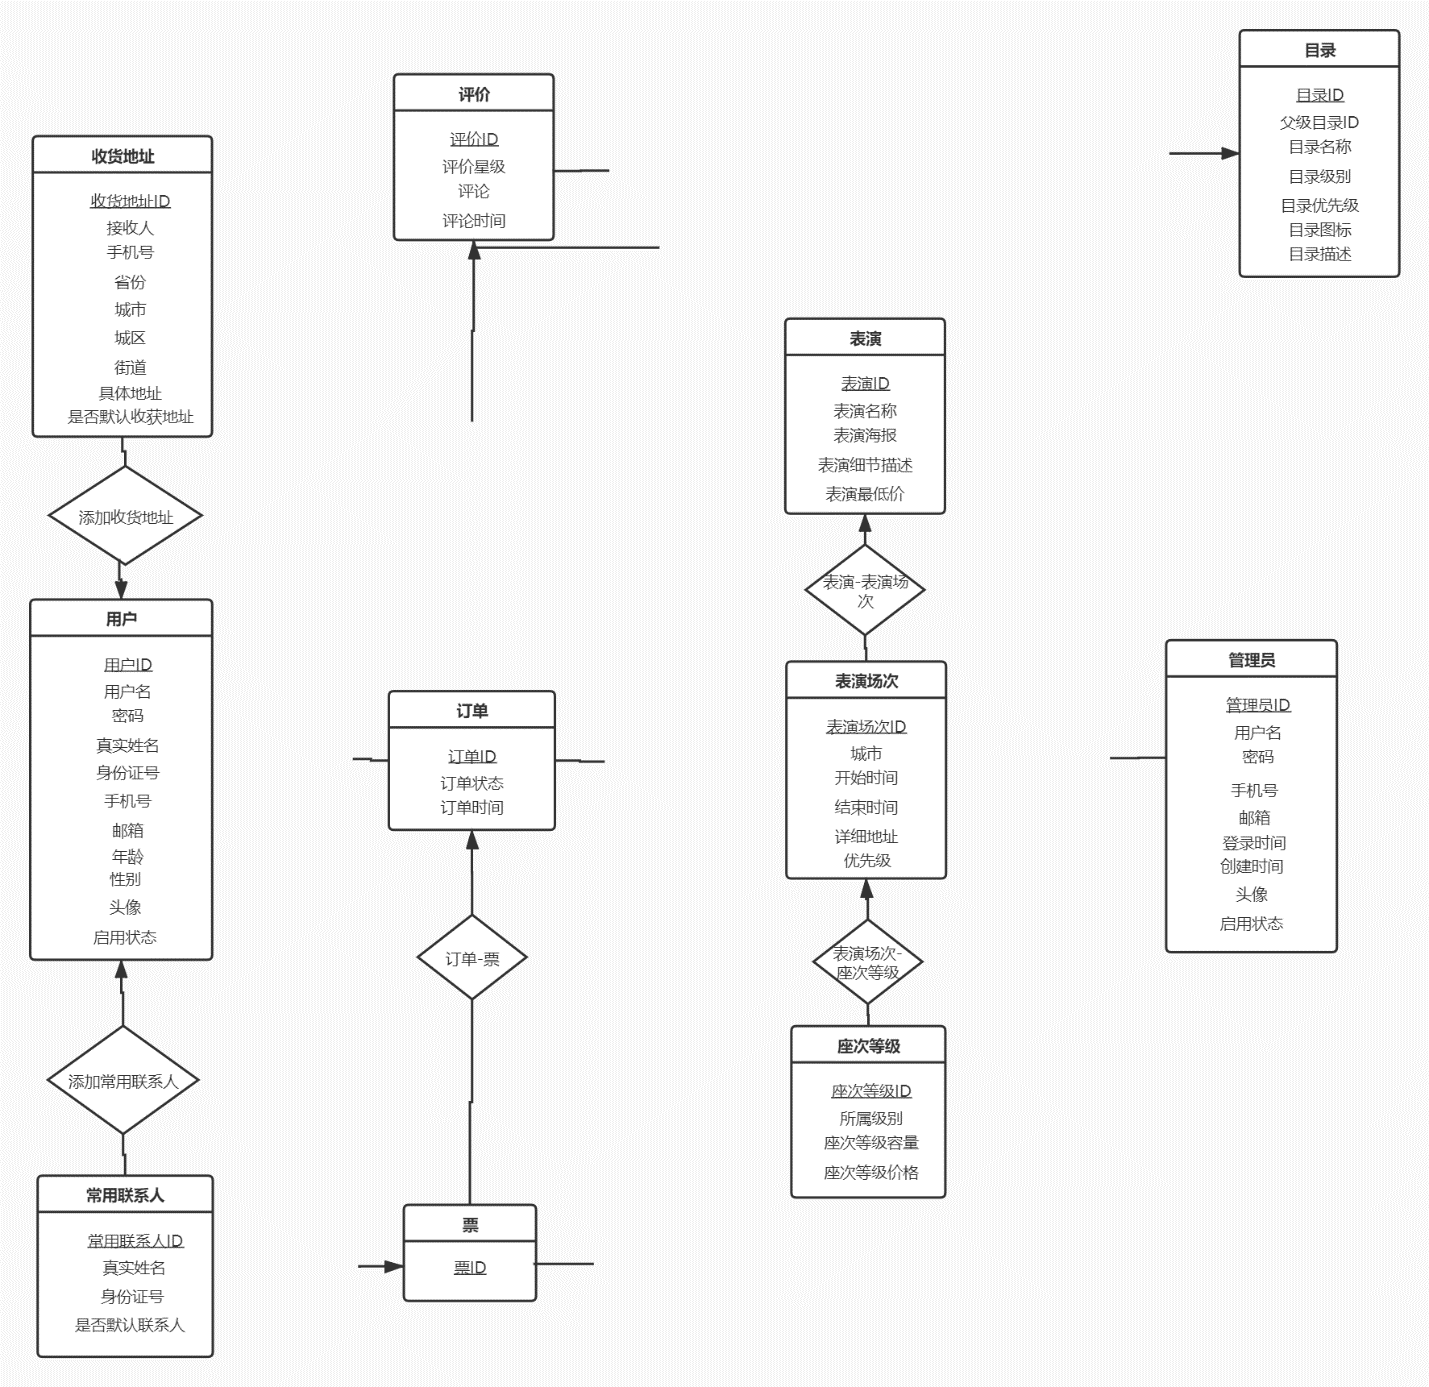 收货地址
收货地址ID
接收人
手机号
省份
城市
城区
街道
具体地址
是否默认收获地址
添加收货地址
用户
用户ID
用户名
密码
真实姓名
身份证号
手机号
邮箱
年龄
性别
头像
启用状态
添加常用联系人
常用联系人
常用联系人ID
真实姓名
身份证号
是否默认联系人
评价
评价ID
评价星级
评论
评论时间
订单
订单ID
订单状态
订单时间
订单-票
票
票ID
表演
表演ID
表演名称
表演海报
表演细节描述
表演最低价
表演-表演场
次
表演场次
表演场次ID
城市
开始时间
结束时间
详细地址
优先级
表演场次-
座次等级
座次等级
座次等级ID
所属级别
座次等级容量
座次等级价格
目录
目录ID
父级目录ID
目录名称
目录级别
目录优先级
目录图标
目录描述
管理员
管理员ID
用户名
密码
手机号
邮箱
登录时间
创建时间
头像
启用状态